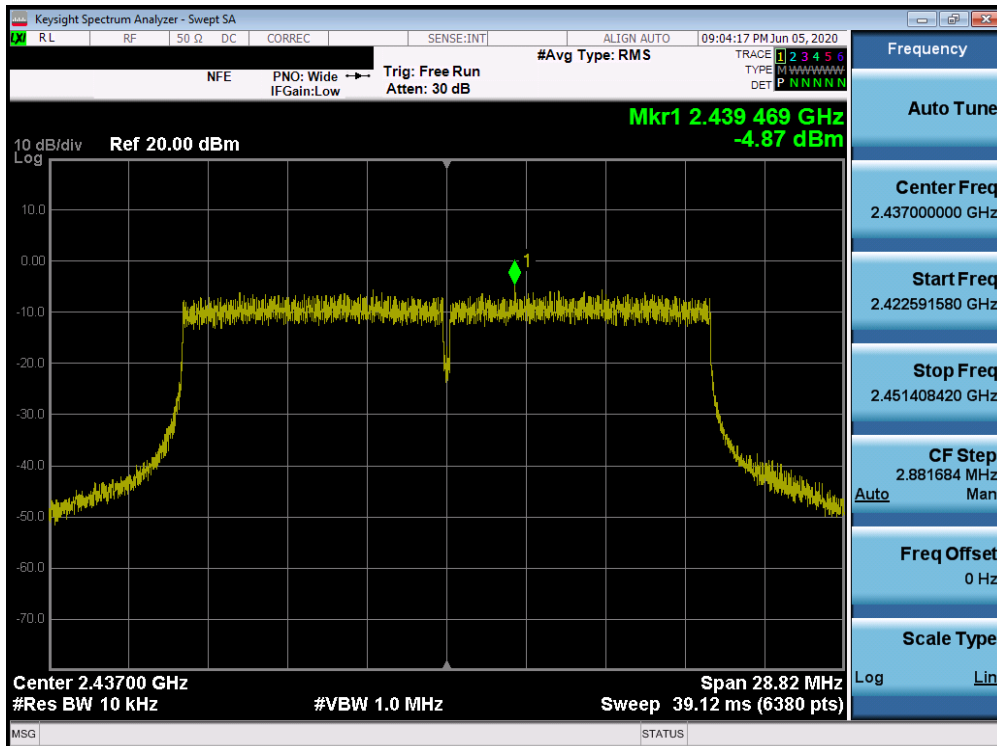 Keysight Spectrum Analyzer - Swept SA
LXI RL RF 50 Ω DC CORREC SENSE:INT ALIGN AUTO 09:04:17 PM Jun 05, 2020
#Avg Type: RMS TRACE 1 2 3 4 5 6
NFE PNO: Wide Trig: Free Run TYPE M W W W W W
IFGain:Low Atten: 30 dB DET P N N N N N
Mkr1 2.439 469 GHz
-4.87 dBm
10 dB/div Ref 20.00 dBm
Log
10.0
0.00
1
-10.0
-20.0
-30.0
-40.0
-50.0
-60.0
-70.0
Center 2.43700 GHz Span 28.82 MHz
#Res BW 10 kHz #VBW 1.0 MHz Sweep 39.12 ms (6380 pts)
MSG STATUS
Frequency
Auto Tune
Center Freq
2.437000000 GHz
Start Freq
2.422591580 GHz
Stop Freq
2.451408420 GHz
CF Step
2.881684 MHz
Auto Man
Freq Offset
0 Hz
Scale Type
Log Lin